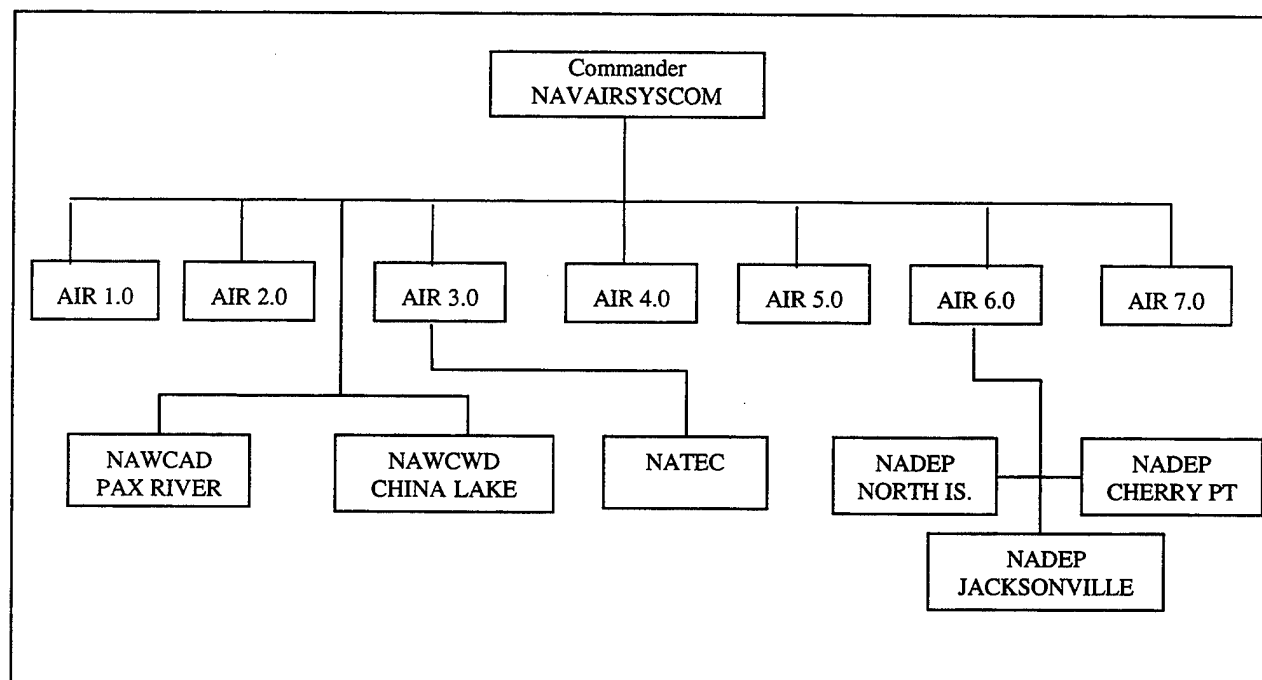 Commander
NAVAIRSYSCOM
AIR 1.0
AIR 2.0
AIR 3.0
AIR 4.0
AIR 5.0
AIR 6.0
AIR 7.0
NAWCAD
PAX RIVER
NAWCWD
CHINA LAKE
NATEC
NADEP
NORTH IS.
NADEP
CHERRY PT
NADEP
JACKSONVILLE